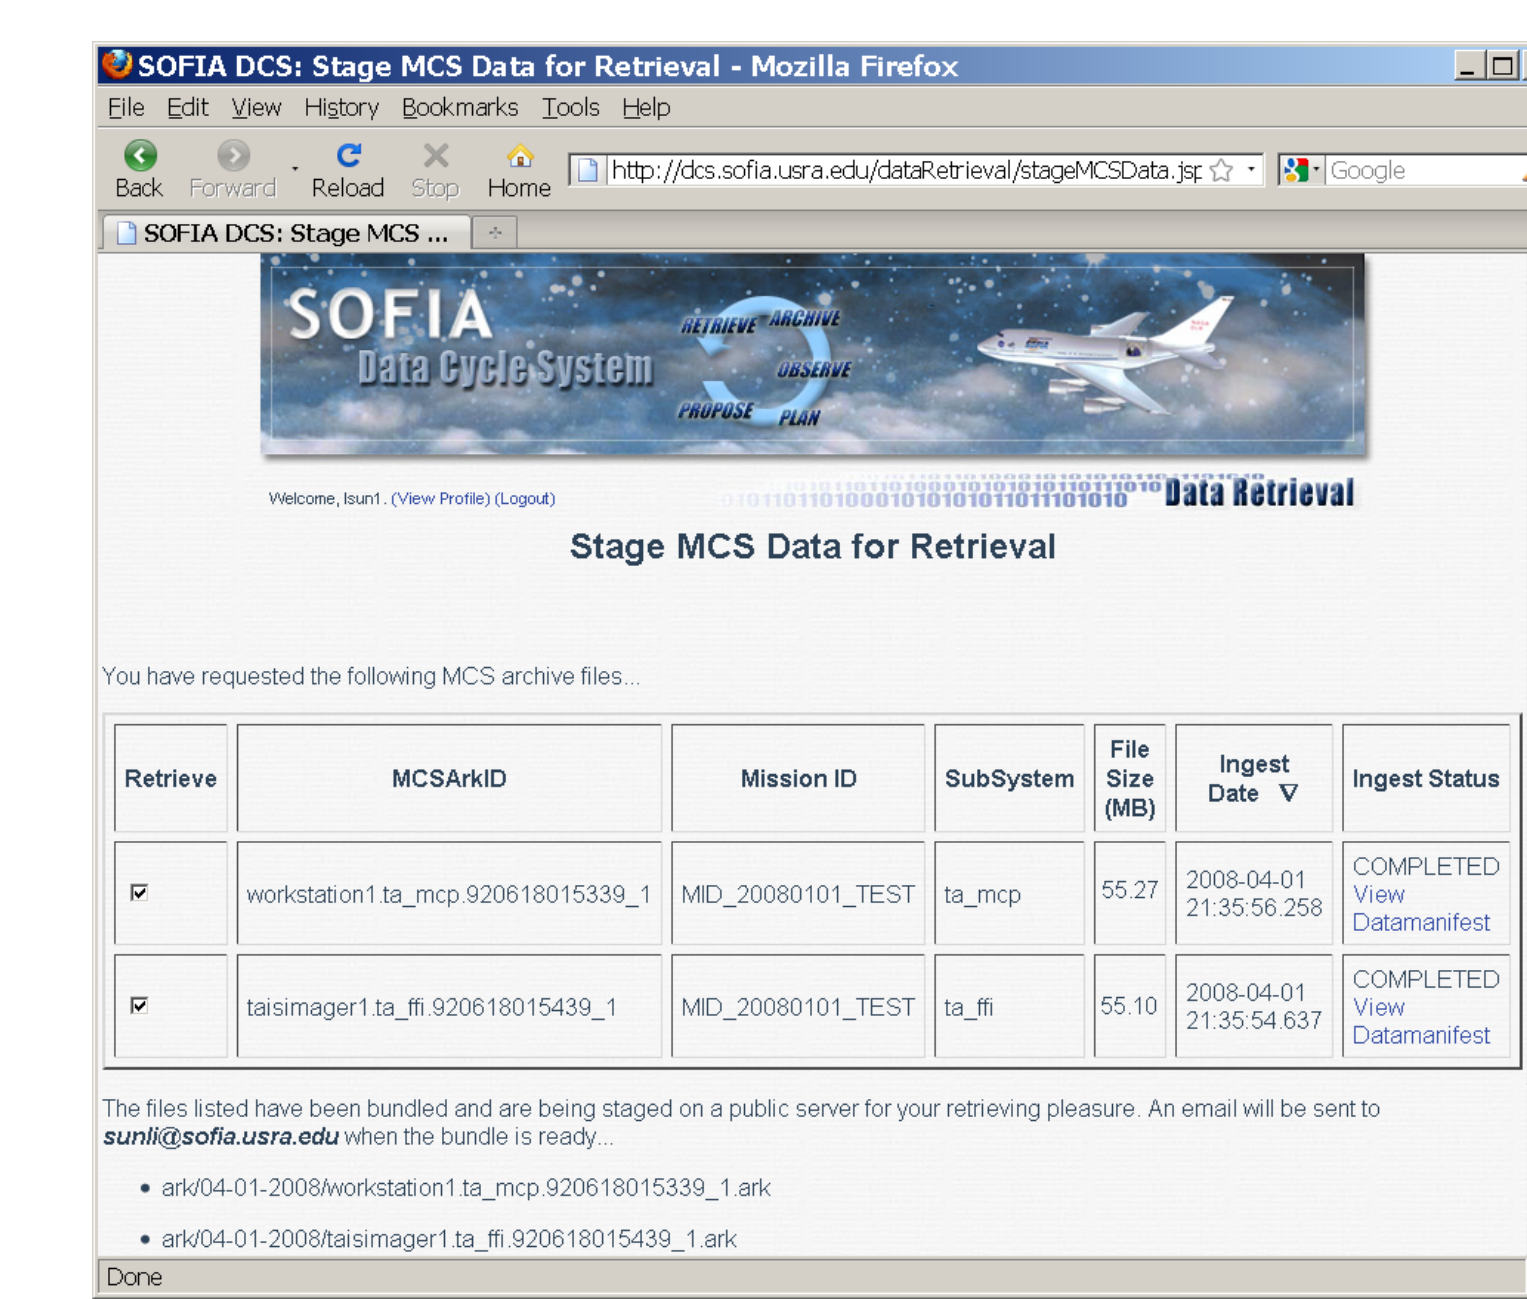 SOFIA DCS: Stage MCS Data for Retrieval - Mozilla Firefox
File Edit View History Bookmarks Tools Help
Back Forward Reload Stop Home http://dcs.sofia.usra.edu/dataRetrieval/stageMCSData.jsp Google
SOFIA DCS: Stage MCS ...
SOFIA
Data Cycle System
RETRIEVE ARCHIVE
OBSERVE
PROPOSE PLAN
Welcome, lsun1. (View Profile) (Logout)
Data Retrieval
Stage MCS Data for Retrieval
You have requested the following MCS archive files...
Retrieve MCSArkID Mission ID SubSystem File Size (MB) Ingest Date ∇ Ingest Status
workstation1.ta_mcp.920618015339_1 MID_20080101_TEST ta_mcp 55.27 2008-04-01 21:35:56.258 COMPLETED View Datamanifest
taisimager1.ta_ffi.920618015439_1 MID_20080101_TEST ta_ffi 55.10 2008-04-01 21:35:54.637 COMPLETED View Datamanifest
The files listed have been bundled and are being staged on a public server for your retrieving pleasure. An email will be sent to
sunli@sofia.usra.edu when the bundle is ready...
• ark/04-01-2008/workstation1.ta_mcp.920618015339_1.ark
• ark/04-01-2008/taisimager1.ta_ffi.920618015439_1.ark
Done